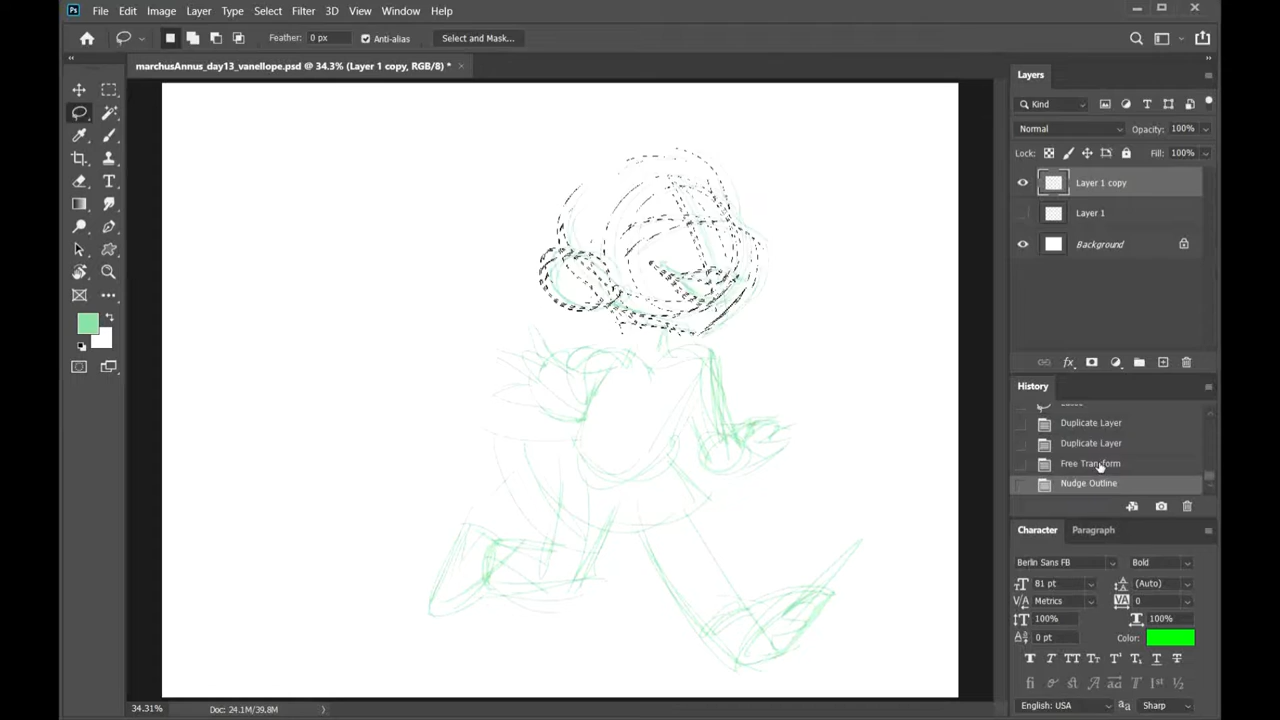 Ps File Edit Image Layer Type Select Filter 3D View Window Help
Feather: 0 px Anti-alias Select and Mask...
marchusAnnus_day13_vanellope.psd @ 34.3% (Layer 1 copy, RGB/8) *
Layers
Kind
Normal Opacity: 100%
Lock: Fill: 100%
Layer 1 copy
Layer 1
Background
fx
History
Duplicate Layer
Duplicate Layer
Free Transform
Nudge Outline
Character Paragraph
Berlin Sans FB Bold
81 pt (Auto)
Metrics 0
100% 100%
0 pt Color:
English: USA Sharp
34.31% Doc: 24.1M/39.8M